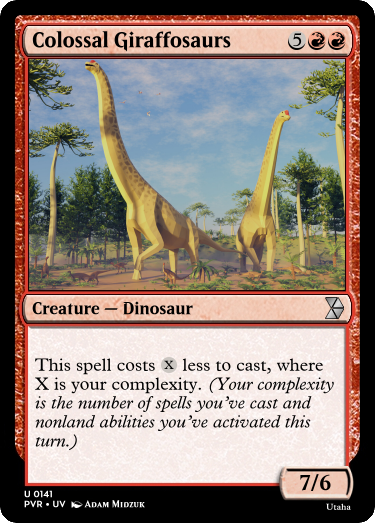 Colossal Giraffosaurs 5
Creature — Dinosaur
This spell costs X less to cast, where
X is your complexity. (Your complexity
is the number of spells you've cast and
nonland abilities you've activated this
turn.)
7/6
U 0141
PVR • UV Adam Midzuk
Utaha